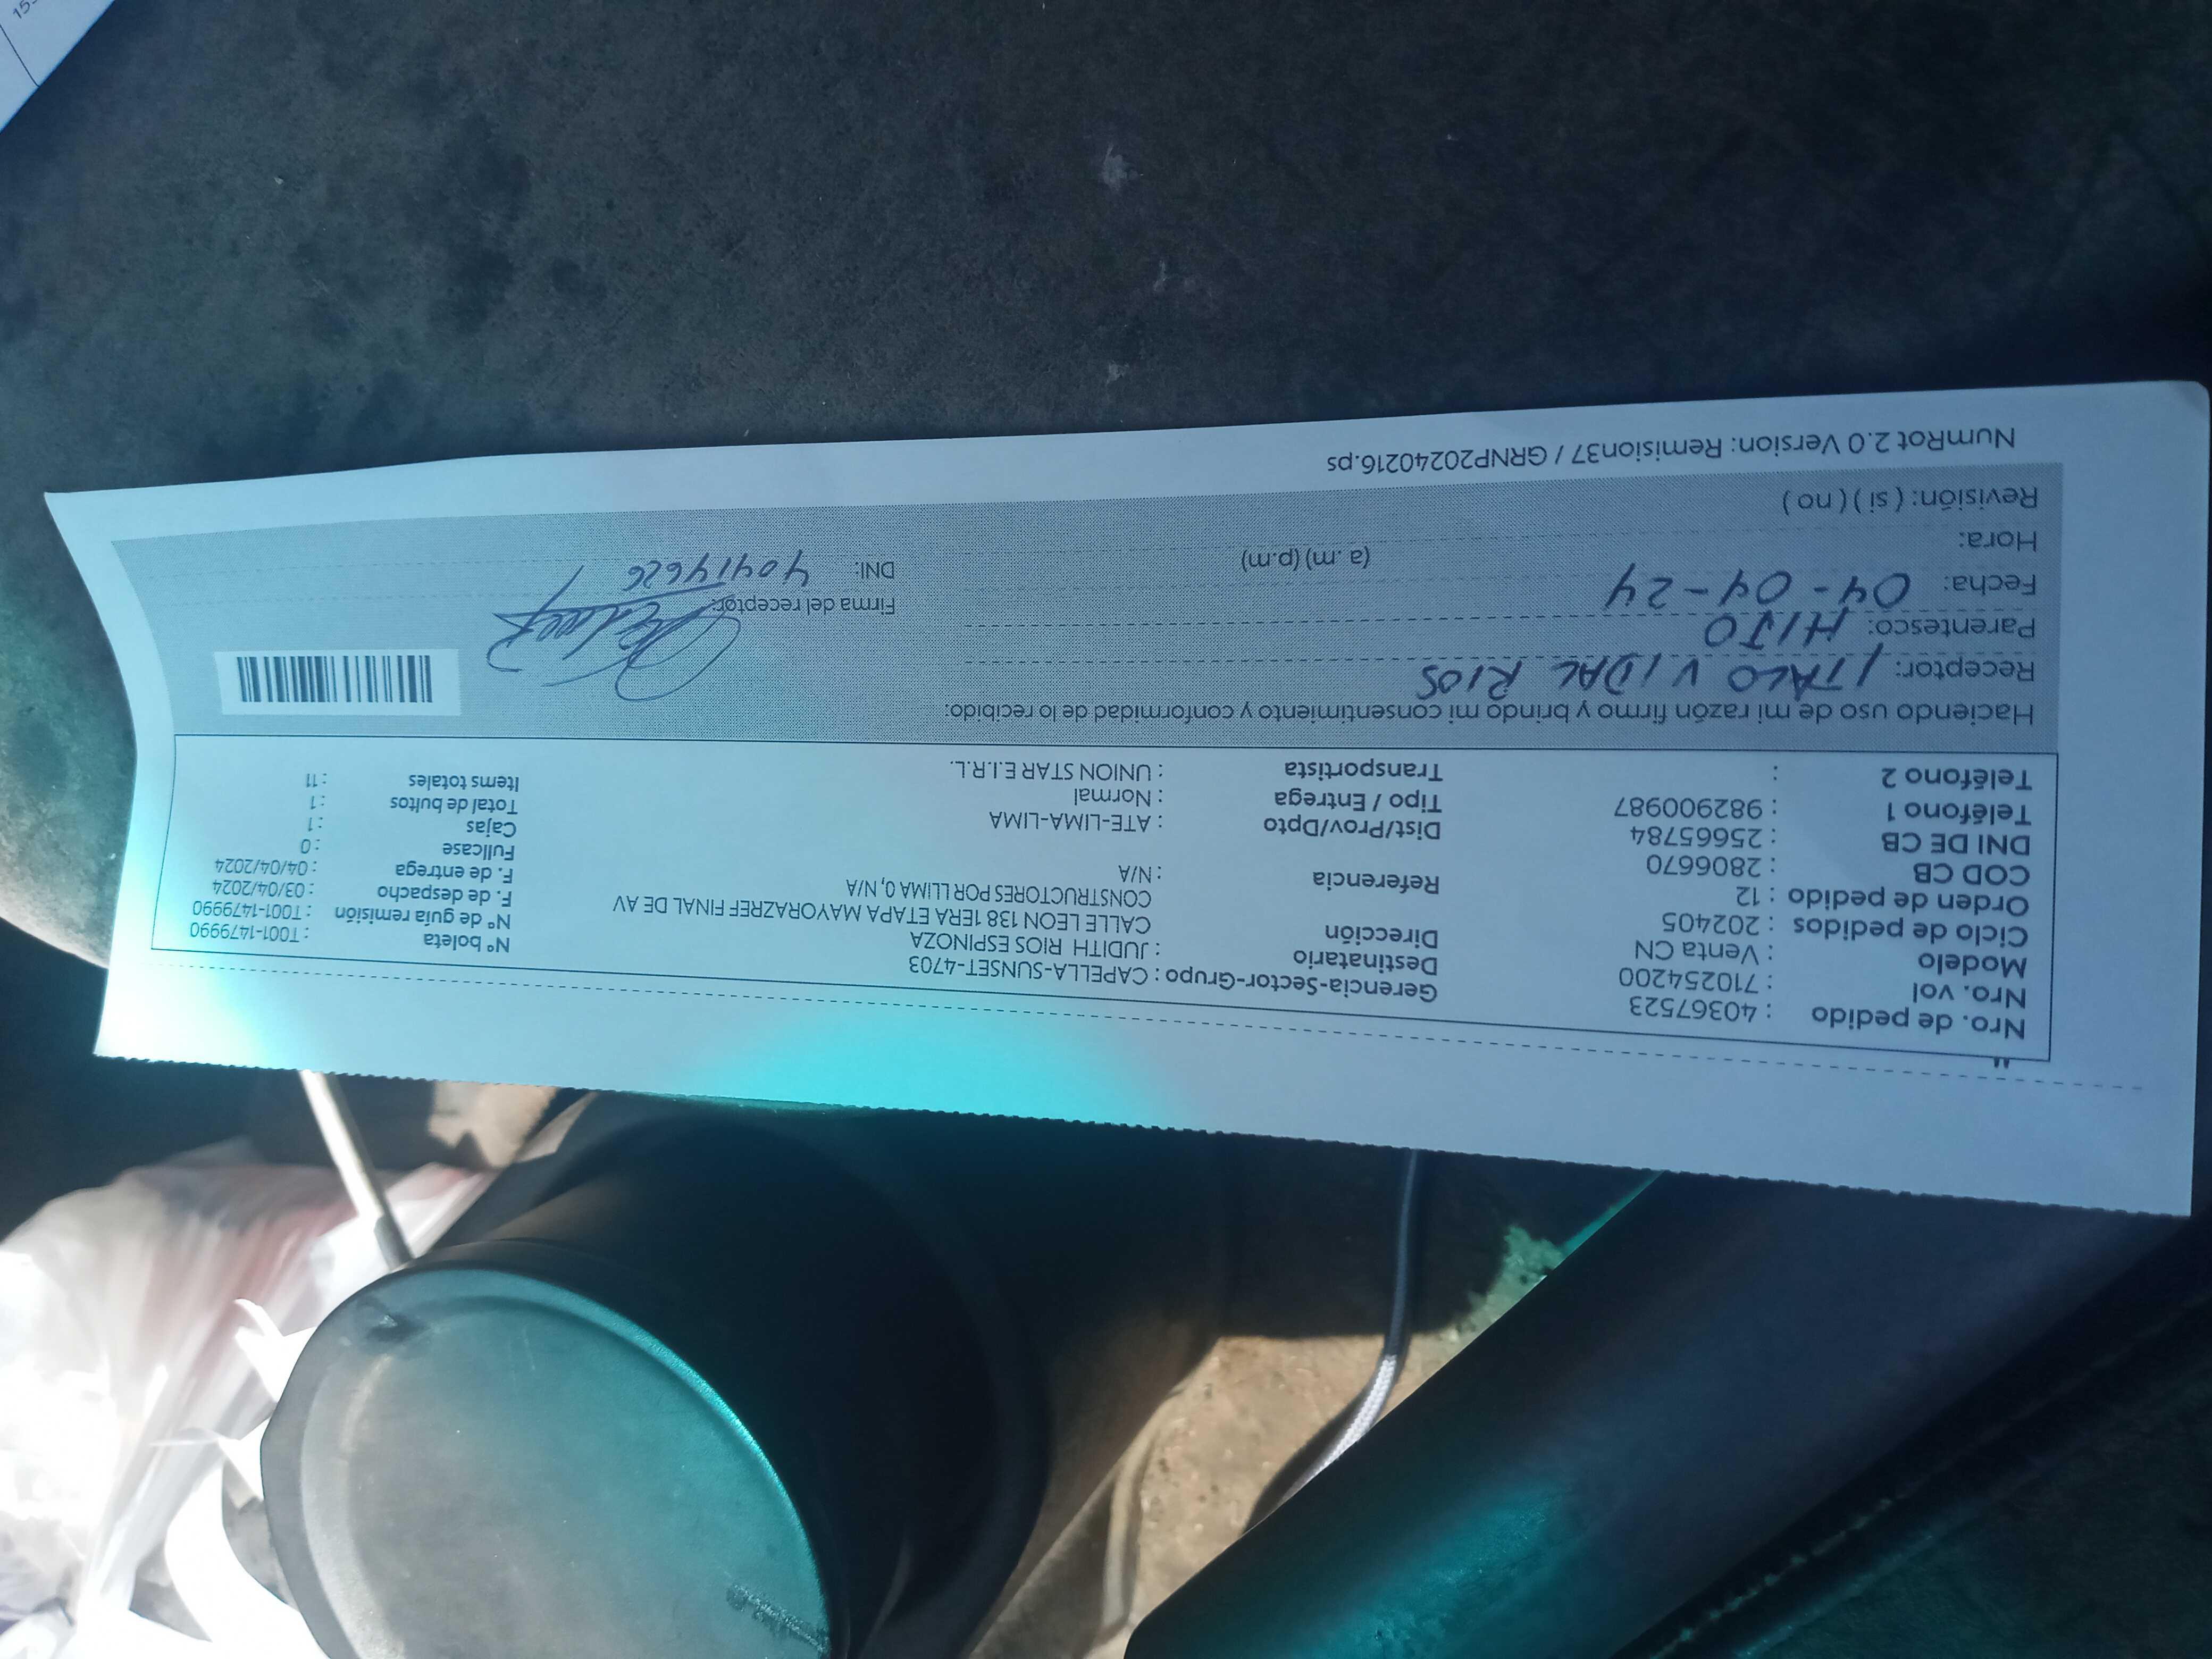 Nro. de pedido : 40367523 Gerencia-Sector-Grupo : CAPELLA-SUNSET-4703 Nº boleta : T001-1479990
Nro. vol : 710254200 Destinatario : JUDITH RIOS ESPINOZA Nº de guía remisión : T001-1479990
Modelo : Venta CN Dirección CALLE LEON 138 1ERA ETAPA MAYORAZREF FINAL DE AV F. de despacho : 03/04/2024
Ciclo de pedidos : 202405 CONSTRUCTORES POR LLIMA 0, N/A F. de entrega : 04/04/2024
Orden de pedido : 12 Referencia : N/A Fullcase : 0
COD CB : 2806670 Cajas : 1
DNI DE CB : 25665784 Dist/Prov/Dpto : ATE-LIMA-LIMA Total de bultos : 1
Teléfono 1 : 982900987 Tipo / Entrega : Normal Items totales : 11
Teléfono 2 : Transportista : UNION STAR E.I.R.L.
Haciendo uso de mi razón firmo y brindo mi consentimiento y conformidad de lo recibido:
Receptor: ITALO VIDAL RIOS
Parentesco: HIJO Firma del receptor:
Fecha: 04-04-24 DNI: 40414626
Hora: (a .m) (p.m)
Revisión: ( si ) ( no )
NumRot 2.0 Version: Remision37 / GRNP20240216.ps